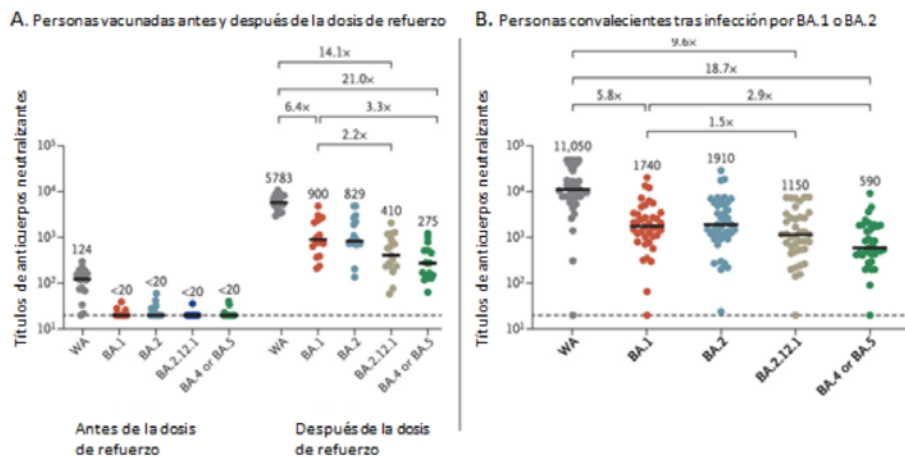 A. Personas vacunadas antes y después de la dosis de refuerzo
14.1×
21.0×
6.4×
3.3×
2.2×
Títulos de anticuerpos neutralizantes
10⁵
10⁴
10³
10²
10¹
124
<20
<20
<20
<20
5783
900
829
410
275
WA
BA.1
BA.2
BA.2.12.1
BA.4 or BA.5
WA
BA.1
BA.2
BA.2.12.1
BA.4 or BA.5
Antes de la dosis
de refuerzo
Después de la dosis
de refuerzo
B. Personas convalecientes tras infección por BA.1 o BA.2
9.6×
18.7×
5.8×
2.9×
1.5×
Títulos de anticuerpos neutralizantes
10⁵
10⁴
10³
10²
10¹
11,050
1740
1910
1150
590
WA
BA.1
BA.2
BA.2.12.1
BA.4 or BA.5